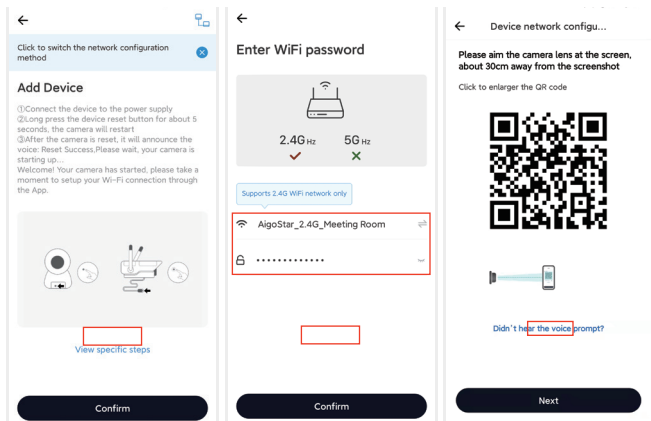 Click to switch the network configuration
method
Add Device
①Connect the device to the power supply
②Long press the device reset button for about 5
seconds, the camera will restart
③After the camera is reset, it will announce the
voice: Reset Success,Please wait, your camera is
starting up...
Welcome! Your camera has started, please take a
moment to setup your Wi-Fi connection through
the App.
View specific steps
Confirm
Enter WiFi password
2.4G Hz
5G Hz
Supports 2.4G WiFi network only
AigoStar_2.4G_Meeting Room
•••••••••••••
Confirm
Device network configu...
Please aim the camera lens at the screen,
about 30cm away from the screenshot
Click to enlarger the QR code
Didn't hear the voice prompt?
Next